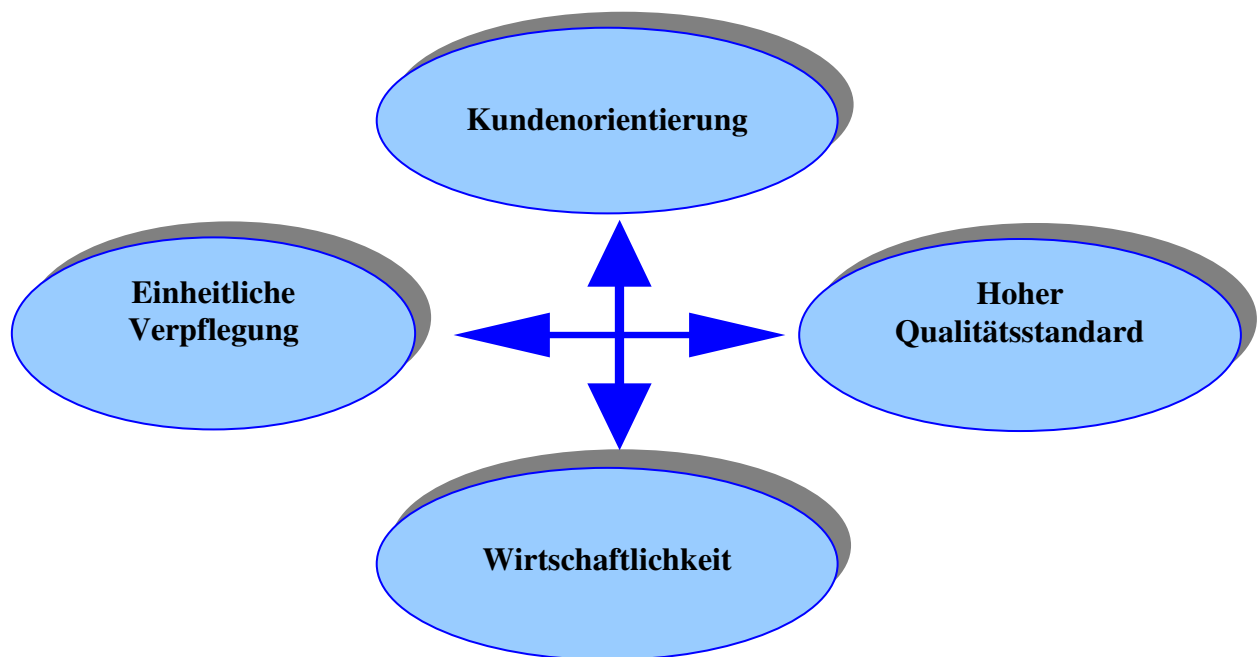 Kundenorientierung
Einheitliche
Verpflegung
Hoher
Qualitätsstandard
Wirtschaftlichkeit